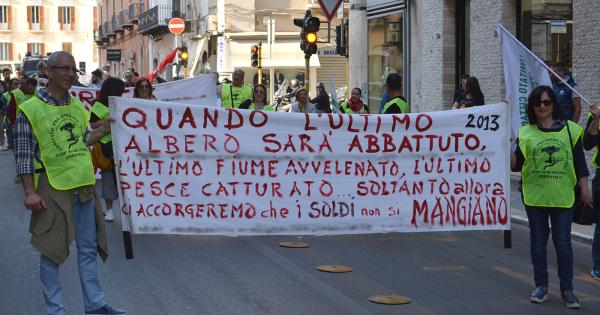 QUANDO L'ULTIMO 2013
ALBERO SARÀ ABBATTUTO,
L'ULTIMO FIUME AVVELENATO, L'ULTIMO
PESCE CATTURATO... SOLTANTO allora
ci ACCORGEREMO che i SOLDI non si MANGIANO